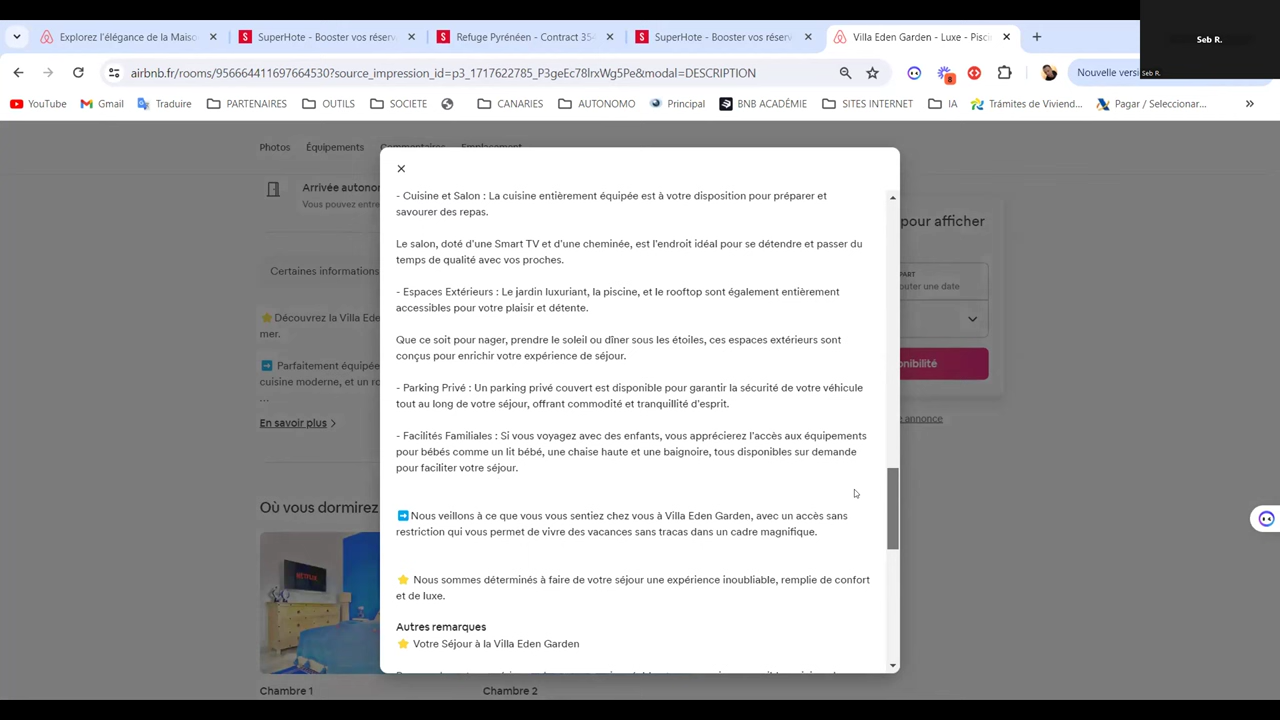 Explorez l'élégance de la Maiso
SuperHote - Booster vos réserv
Refuge Pyrénéen - Contract 354
SuperHote - Booster vos réserv
Villa Eden Garden - Luxe - Pisci
Seb R.
airbnb.fr/rooms/956664411697664530?source_impression_id=p3_1717622785_P3geEc78lrxWg5Pe&modal=DESCRIPTION
8
Nouvelle versi
Seb R.
YouTube
Gmail
Traduire
PARTENAIRES
OUTILS
SOCIETE
CANARIES
AUTONOMO
Principal
BNB ACADÉMIE
SITES INTERNET
IA
Trámites de Viviend...
Pagar / Seleccionar...
Photos
Équipements
Commentaires
Emplacement
Arrivée autonor
Vous pouvez entre
Certaines informations
⭐Découvrez la Villa Ede
mer.
➡️ Parfaitement équipée
cuisine moderne, et un ro
...
En savoir plus
Où vous dormirez
NETFLIX
Chambre 1
Chambre 2
- Cuisine et Salon : La cuisine entièrement équipée est à votre disposition pour préparer et
savourer des repas.
Le salon, doté d'une Smart TV et d'une cheminée, est l'endroit idéal pour se détendre et passer du
temps de qualité avec vos proches.
- Espaces Extérieurs : Le jardin luxuriant, la piscine, et le rooftop sont également entièrement
accessibles pour votre plaisir et détente.
Que ce soit pour nager, prendre le soleil ou dîner sous les étoiles, ces espaces extérieurs sont
conçus pour enrichir votre expérience de séjour.
- Parking Privé : Un parking privé couvert est disponible pour garantir la sécurité de votre véhicule
tout au long de votre séjour, offrant commodité et tranquillité d'esprit.
- Facilités Familiales : Si vous voyagez avec des enfants, vous apprécierez l'accès aux équipements
pour bébés comme un lit bébé, une chaise haute et une baignoire, tous disponibles sur demande
pour faciliter votre séjour.
➡️Nous veillons à ce que vous vous sentiez chez vous à Villa Eden Garden, avec un accès sans
restriction qui vous permet de vivre des vacances sans tracas dans un cadre magnifique.
⭐ Nous sommes déterminés à faire de votre séjour une expérience inoubliable, remplie de confort
et de luxe.
Autres remarques
⭐ Votre Séjour à la Villa Eden Garden
pour afficher
PART
outer une date
onibilité
e annonce